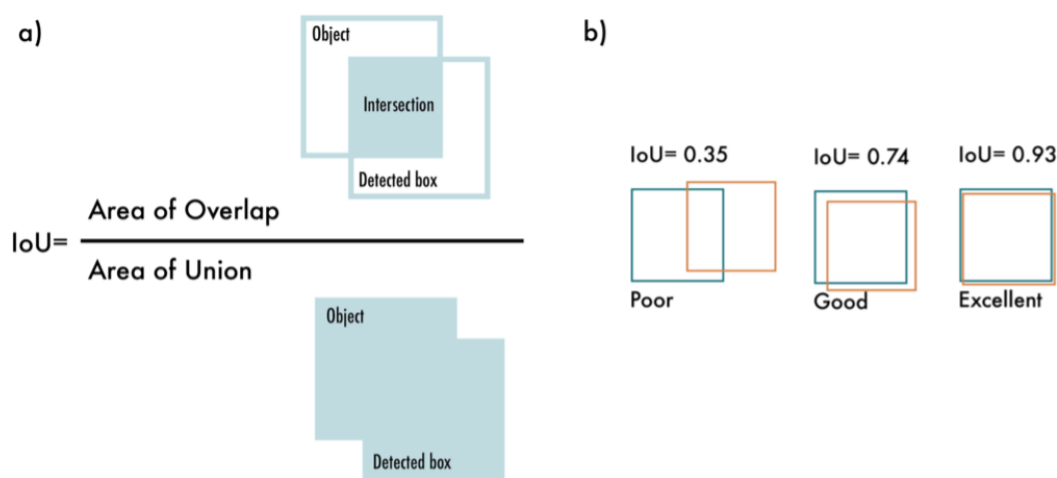 a)
Object
Intersection
Detected box
IoU=
Area of Overlap
Area of Union
Object
Detected box
b)
IoU= 0.35
IoU= 0.74
IoU= 0.93
Poor
Good
Excellent